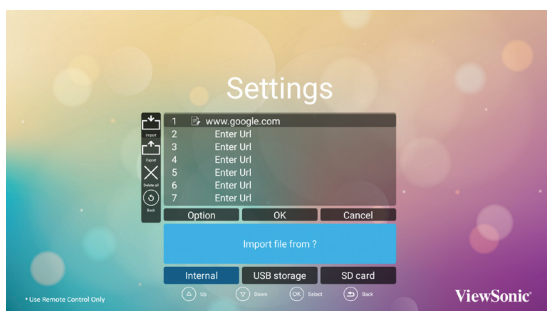 Settings
Import
Export
Delete all
Back
1 www.google.com
2 Enter Url
3 Enter Url
4 Enter Url
5 Enter Url
6 Enter Url
7 Enter Url
Option OK Cancel
Import file from ?
Internal USB storage SD card
Up Down OK Select Back
* Use Remote Control Only
ViewSonic®